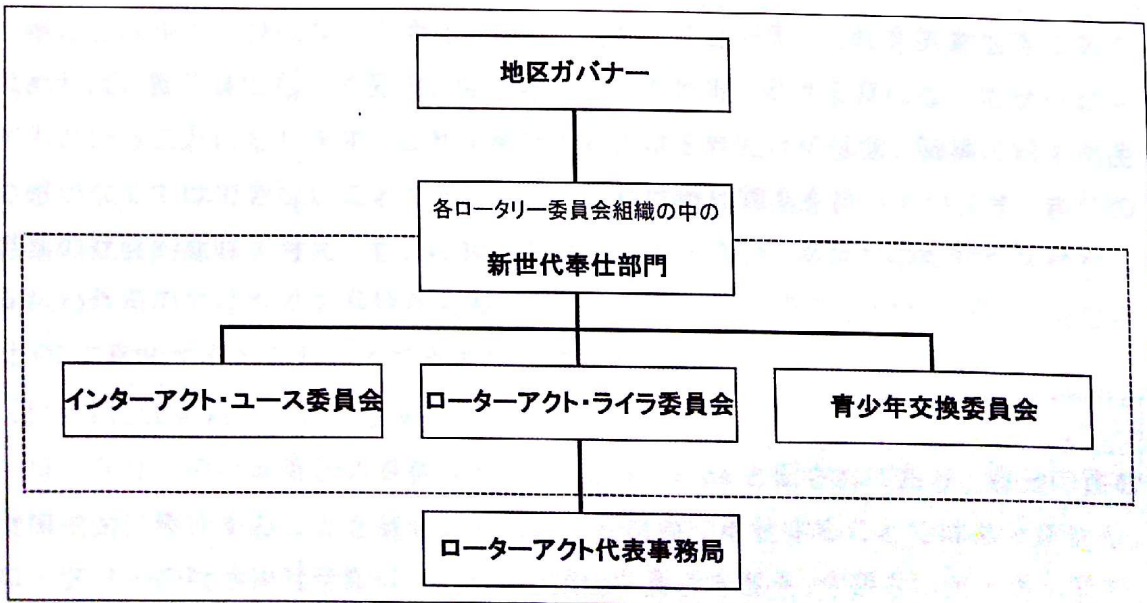 地区ガバナー
各ロータリー委員会組織の中の
新世代奉仕部門
インターアクト・ユース委員会
ローターアクト・ライラ委員会
青少年交換委員会
ローターアクト代表事務局